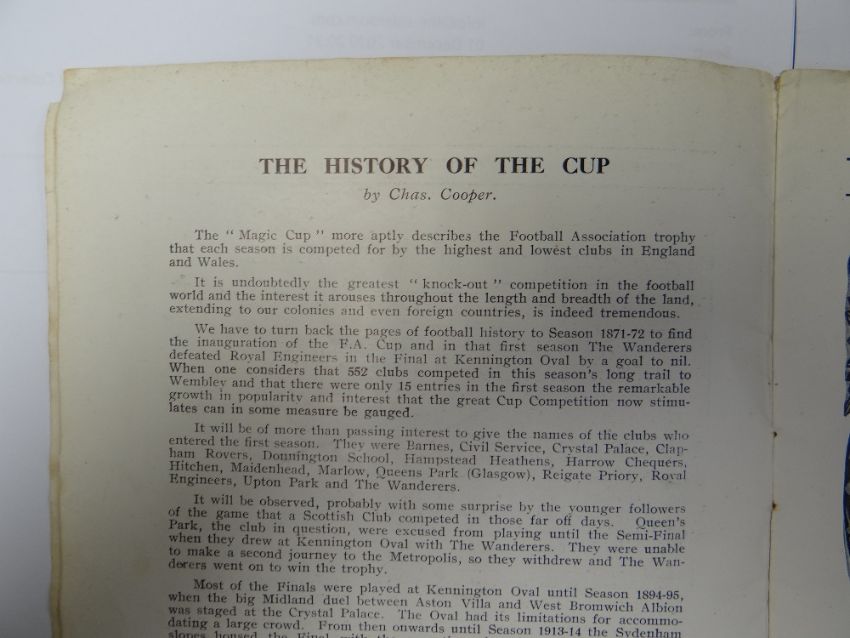 THE HISTORY OF THE CUP
by Chas. Cooper.
The “ Magic Cup ” more aptly describes the Football Association trophy
that each season is competed for by the highest and lowest clubs in England
and Wales.
It is undoubtedly the greatest “ knock-out ” competition in the football
world and the interest it arouses throughout the length and breadth of the land,
extending to our colonies and even foreign countries, is indeed tremendous.
We have to turn back the pages of football history to Season 1871-72 to find
the inauguration of the F.A. Cup and in that first season The Wanderers
defeated Royal Engineers in the Final at Kennington Oval by a goal to nil.
When one considers that 552 clubs competed in this season's long trail to
Wembley and that there were only 15 entries in the first season the remarkable
growth in popularity and interest that the great Cup Competition now stimu-
lates can in some measure be gauged.
It will be of more than passing interest to give the names of the clubs who
entered the first season. They were Barnes, Civil Service, Crystal Palace, Clap-
ham Rovers, Donnington School, Hampstead Heathens, Harrow Chequers,
Hitchen, Maidenhead, Marlow, Queens Park (Glasgow), Reigate Priory, Royal
Engineers, Upton Park and The Wanderers.
It will be observed, probably with some surprise by the younger followers
of the game that a Scottish Club competed in those far off days. Queen's
Park, the club in question, were excused from playing until the Semi-Final
when they drew at Kennington Oval with The Wanderers. They were unable
to make a second journey to the Metropolis, so they withdrew and The Wan-
derers went on to win the trophy.
Most of the Finals were played at Kennington Oval until Season 1894-95,
when the big Midland duel between Aston Villa and West Bromwich Albion
was staged at the Crystal Palace. The Oval had its limitations for accommo-
dating a large crowd. From then onwards until Season 1913-14 the Sydenham
slopes housed the Final with the